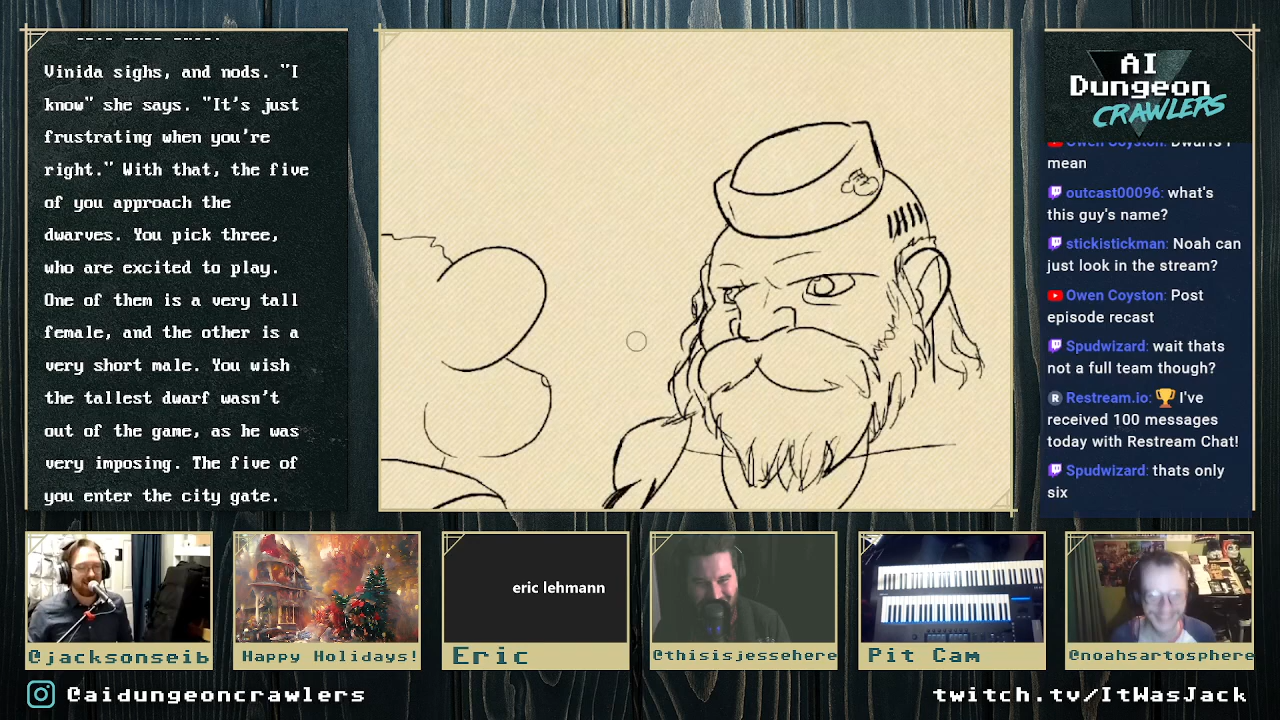 Vinida sighs, and nods. "I
know" she says. "It's just
frustrating when you're
right." With that, the five
of you approach the
dwarves. You pick three,
who are excited to play.
One of them is a very tall
female, and the other is a
very short male. You wish
the tallest dwarf wasn't
out of the game, as he was
very imposing. The five of
you enter the city gate.
AI
Dungeon
CRAWLERS
Owen Coyston: Dwarfs I
mean
outcast00096: what's
this guy's name?
stickistickman: Noah can
just look in the stream?
Owen Coyston: Post
episode recast
Spudwizard: wait thats
not a full team though?
R Restream.io: 🏆 I've
received 100 messages
today with Restream Chat!
Spudwizard: thats only
six
eric lehmann
@jacksonseib
Happy Holidays!
Eric
@thisisjessehere
Pit Cam
@noahsartosphere
@aidungeoncrawlers
twitch.tv/ItWasJack